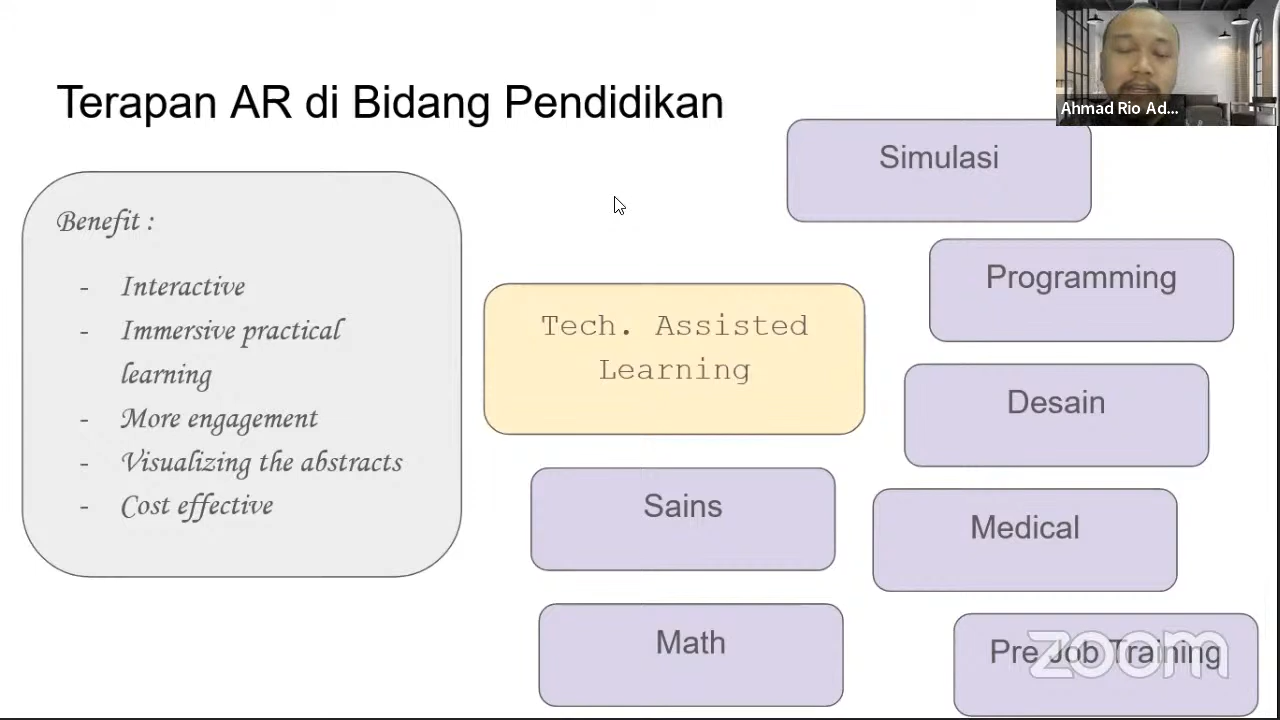 Terapan AR di Bidang Pendidikan
Ahmad Rio Ad...
Benefit :
- Interactive
- Immersive practical
learning
- More engagement
- Visualizing the abstracts
- Cost effective
Tech. Assisted
Learning
Simulasi
Programming
Desain
Sains
Medical
Math
Pre Job Training
zoom